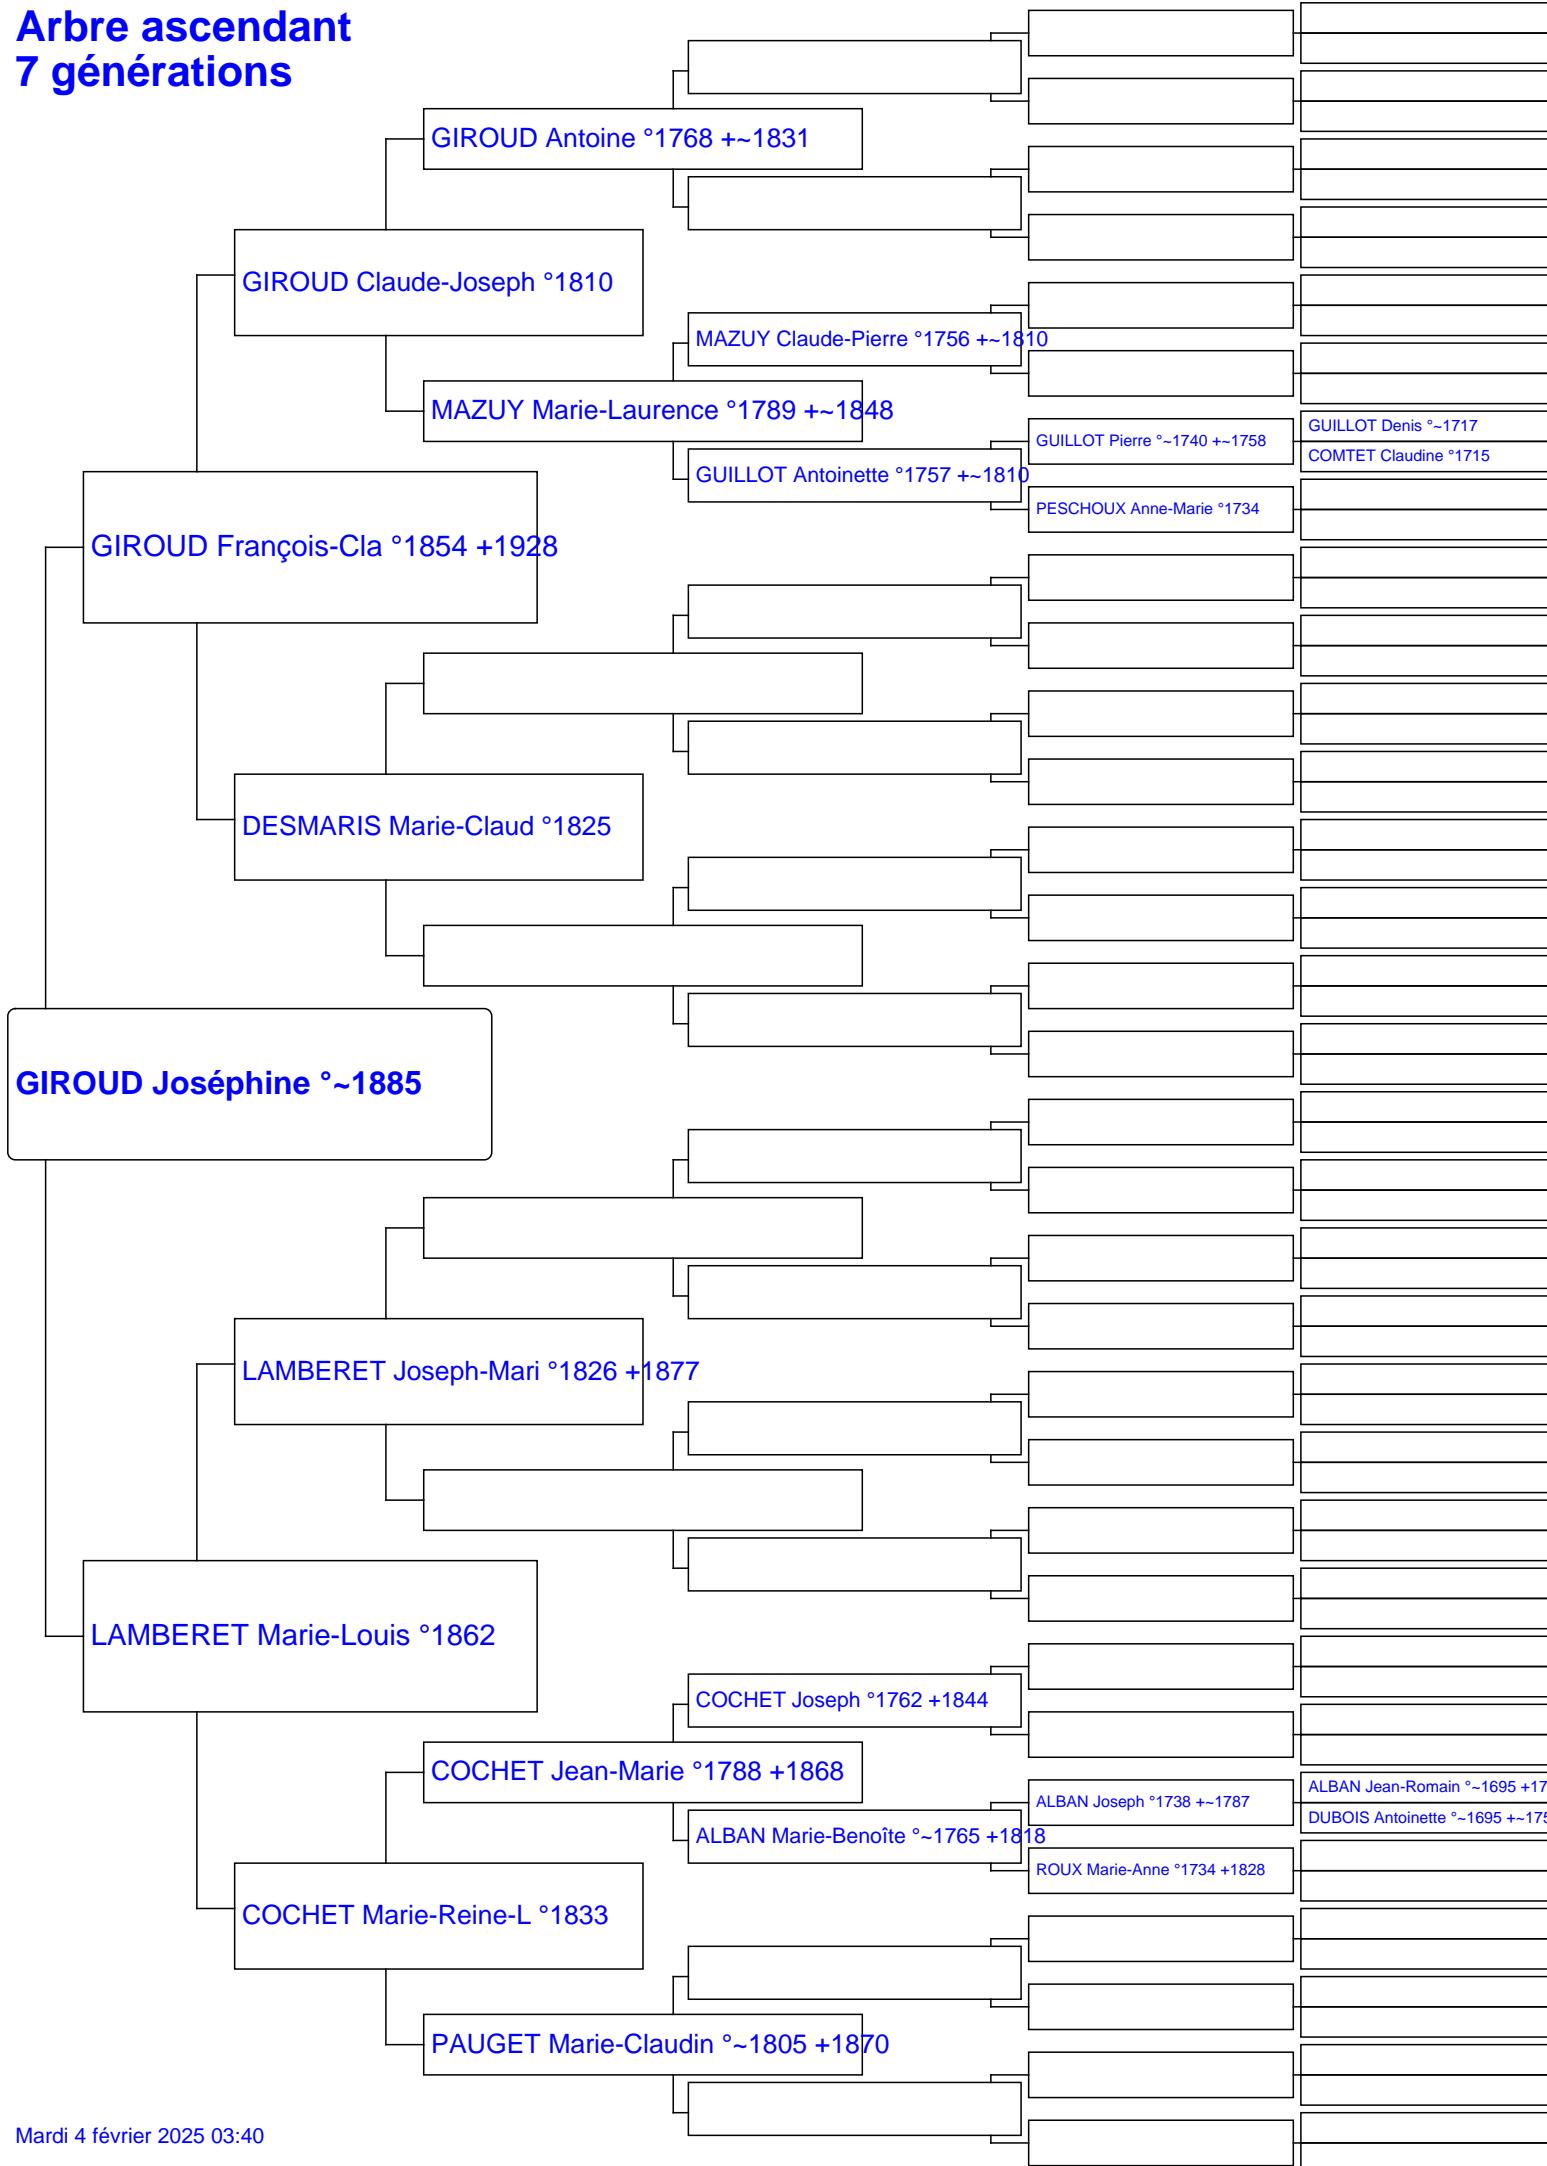 Arbre ascendant
7 générations
GIROUD Antoine °1768 +~1831
GIROUD Claude-Joseph °1810
MAZUY Claude-Pierre °1756 +~1810
MAZUY Marie-Laurence °1789 +~1848
GUILLOT Denis °~1717
GUILLOT Pierre °~1740 +~1758
COMTET Claudine °1715
GUILLOT Antoinette °1757 +~1810
PESCHOUX Anne-Marie °1734
GIROUD François-Cla °1854 +1928
DESMARIS Marie-Claud °1825
GIROUD Joséphine °~1885
LAMBERET Joseph-Mari °1826 +1877
LAMBERET Marie-Louis °1862
COCHET Joseph °1762 +1844
COCHET Jean-Marie °1788 +1868
ALBAN Jean-Romain °~1695 +17
ALBAN Joseph °1738 +~1787
DUBOIS Antoinette °~1695 +~175
ALBAN Marie-Benoîte °~1765 +1818
ROUX Marie-Anne °1734 +1828
COCHET Marie-Reine-L °1833
PAUGET Marie-Claudin °~1805 +1870
Mardi 4 février 2025 03:40